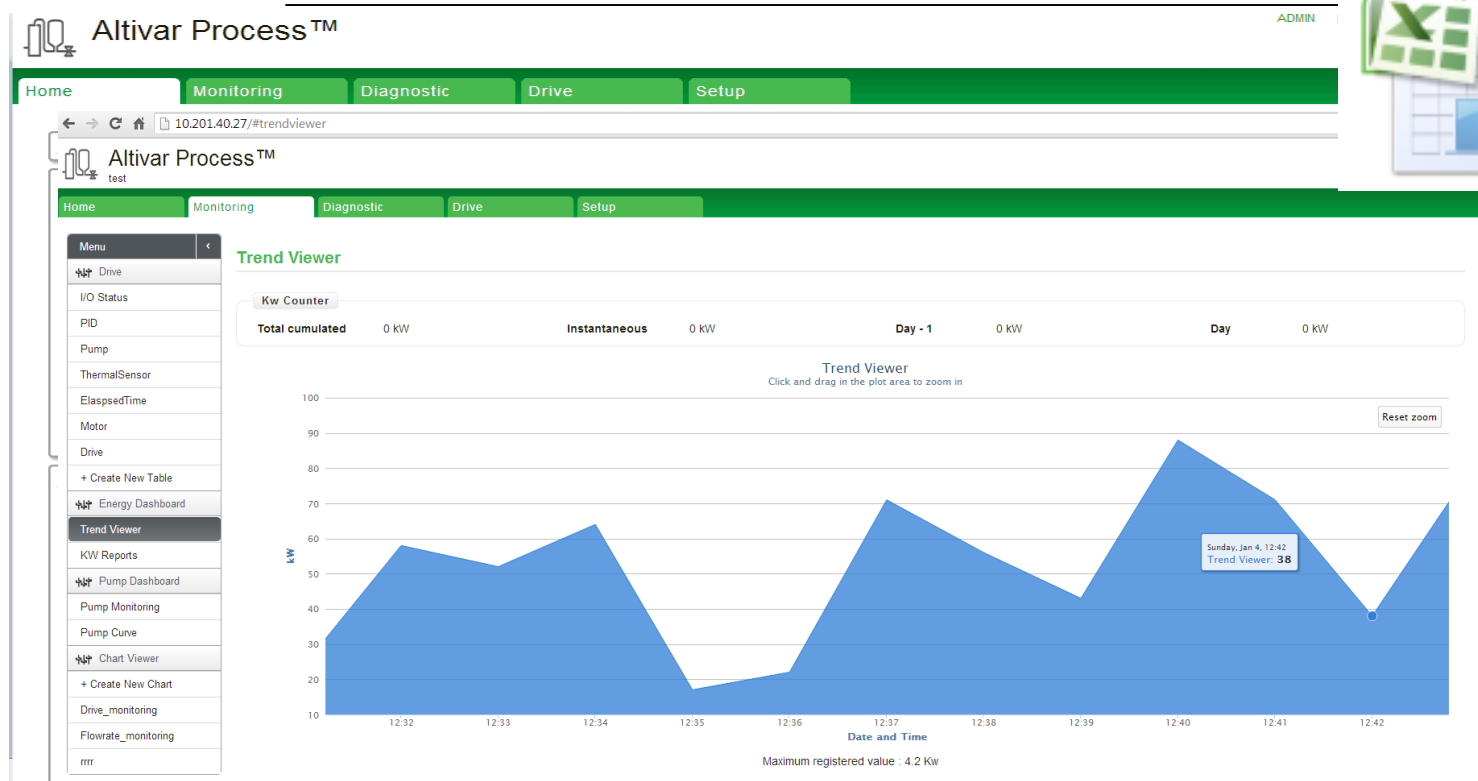 Altivar Process™
ADMIN
Home Monitoring Diagnostic Drive Setup
10.201.40.27/#trendviewer
Altivar Process™
test
Home Monitoring Diagnostic Drive Setup
Menu
Drive
I/O Status
PID
Pump
ThermalSensor
ElaspsedTime
Motor
Drive
+ Create New Table
Energy Dashboard
Trend Viewer
KW Reports
Pump Dashboard
Pump Monitoring
Pump Curve
Chart Viewer
+ Create New Chart
Drive_monitoring
Flowrate_monitoring
rrrr
Trend Viewer
Kw Counter
Total cumulated 0 kW Instantaneous 0 kW Day - 1 0 kW Day 0 kW
Trend Viewer
Click and drag in the plot area to zoom in
Reset zoom
100
90
80
70
60
50
40
30
20
10
kW
Sunday, Jan 4, 12:42
Trend Viewer: 38
12:32 12:33 12:34 12:35 12:36 12:37 12:38 12:39 12:40 12:41 12:42
Date and Time
Maximum registered value : 4.2 Kw